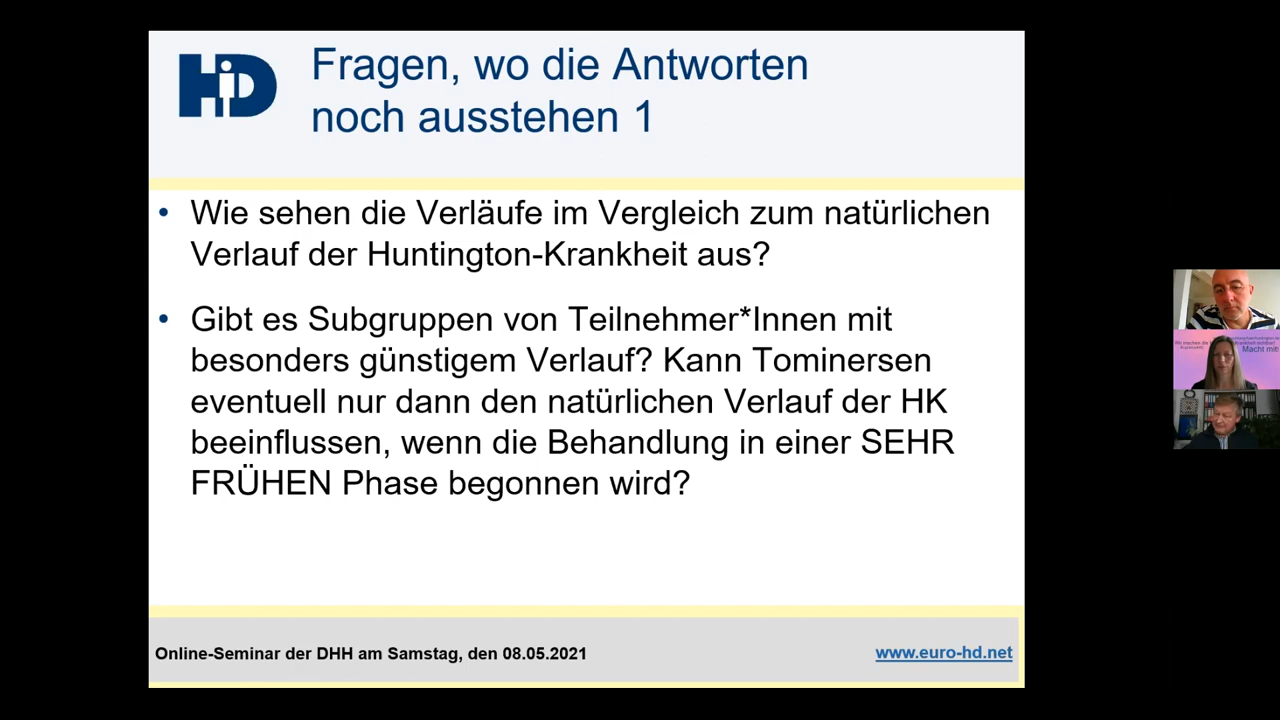 HD
Fragen, wo die Antworten
noch ausstehen 1
• Wie sehen die Verläufe im Vergleich zum natürlichen
Verlauf der Huntington-Krankheit aus?
• Gibt es Subgruppen von Teilnehmer*Innen mit
besonders günstigem Verlauf? Kann Tominersen
eventuell nur dann den natürlichen Verlauf der HK
beeinflussen, wenn die Behandlung in einer SEHR
FRÜHEN Phase begonnen wird?
Online-Seminar der DHH am Samstag, den 08.05.2021
www.euro-hd.net
Macht mit!